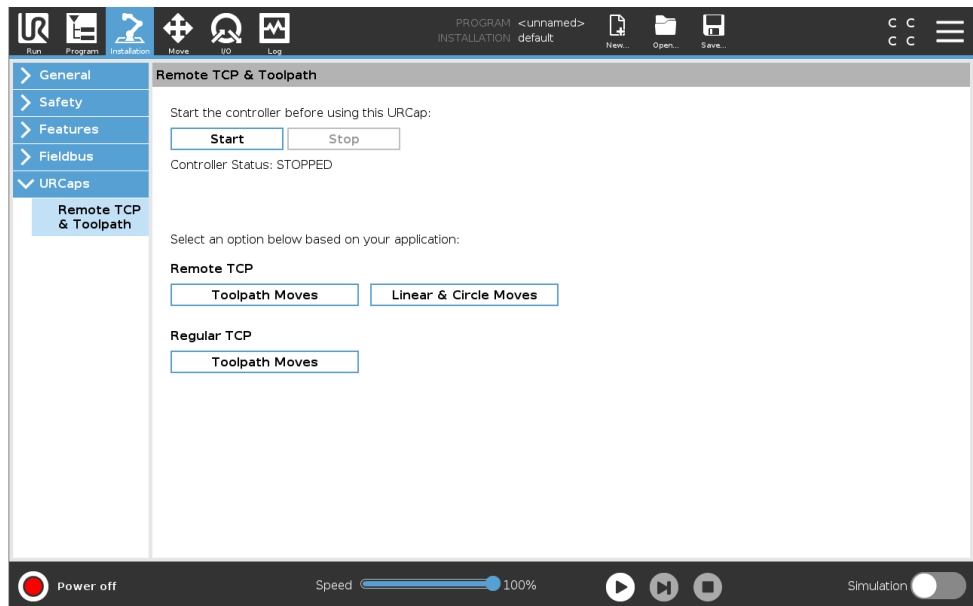 PROGRAM <unnamed>
INSTALLATION default
C C
C C
Run Program Installation Move I/O Log New... Open... Save...
General
Safety
Features
Fieldbus
URCaps
Remote TCP
& Toolpath
Remote TCP & Toolpath
Start the controller before using this URCap:
Start Stop
Controller Status: STOPPED
Select an option below based on your application:
Remote TCP
Toolpath Moves Linear & Circle Moves
Regular TCP
Toolpath Moves
Power off Speed 100% Simulation